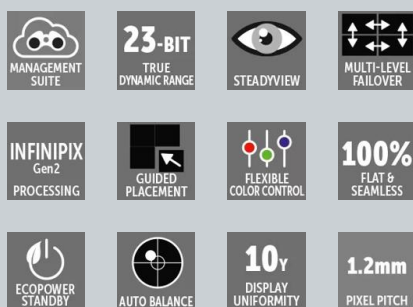 MANAGEMENT
SUITE
23-BIT
TRUE
DYNAMIC RANGE
STEADYVIEW
MULTI-LEVEL
FAILOVER
INFINIPIX
Gen2
PROCESSING
GUIDED
PLACEMENT
FLEXIBLE
COLOR CONTROL
100%
FLAT &
SEAMLESS
ECOPOWER
STANDBY
AUTO BALANCE
10Y
DISPLAY
UNIFORMITY
1.2mm
PIXEL PITCH